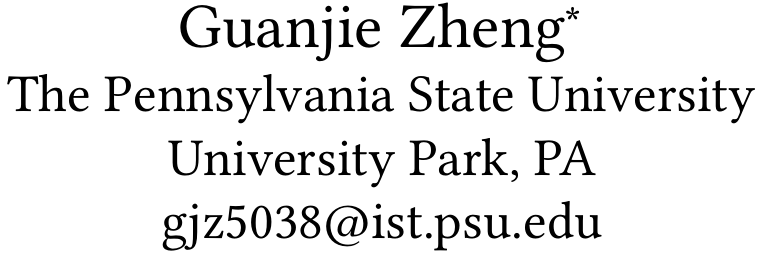 Guanjie Zheng*
The Pennsylvania State University
University Park, PA
gjz5038@ist.psu.edu